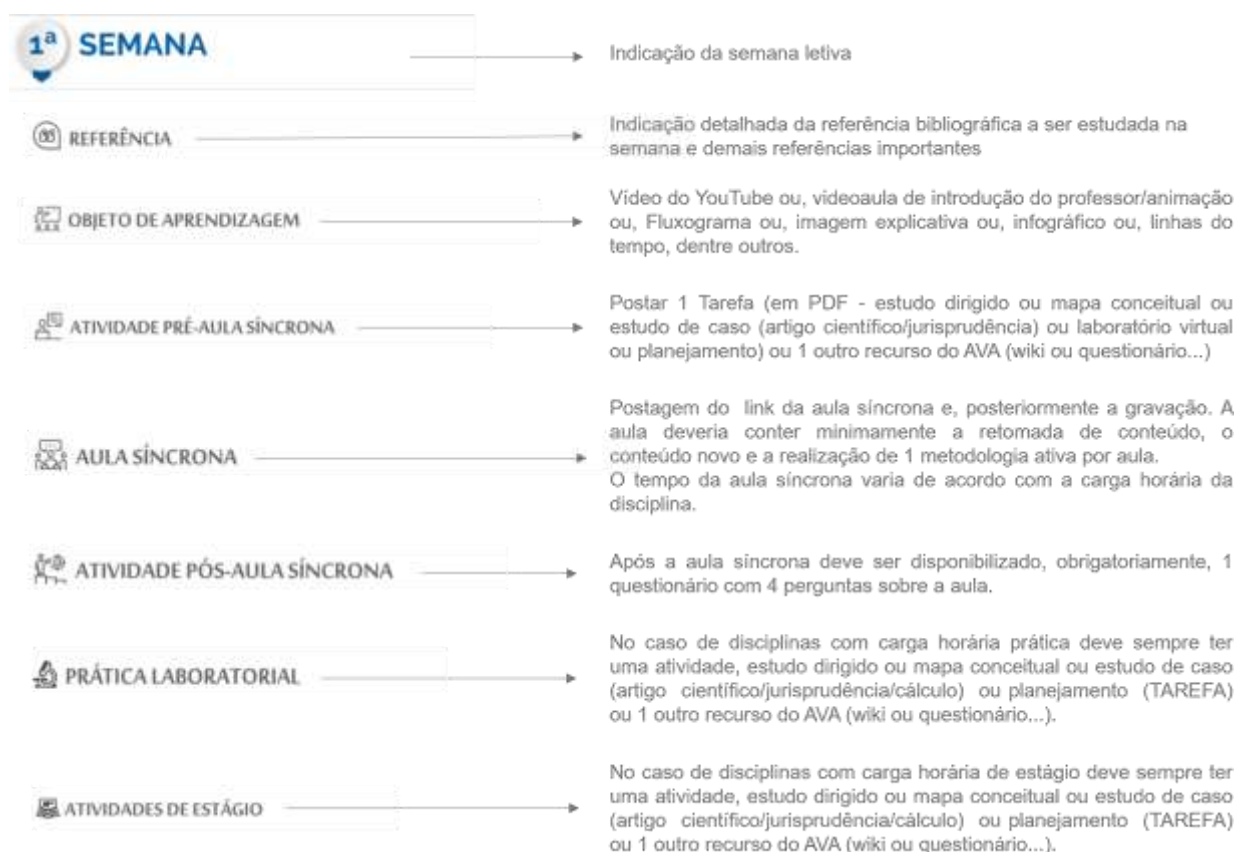 1ª SEMANA
Indicação da semana letiva
REFERÊNCIA
Indicação detalhada da referência bibliográfica a ser estudada na
semana e demais referências importantes
OBJETO DE APRENDIZAGEM
Vídeo do YouTube ou, videoaula de introdução do professor/animação
ou, Fluxograma ou, imagem explicativa ou, infográfico ou, linhas do
tempo, dentre outros.
ATIVIDADE PRÉ-AULA SÍNCRONA
Postar 1 Tarefa (em PDF - estudo dirigido ou mapa conceitual ou
estudo de caso (artigo científico/jurisprudência) ou laboratório virtual
ou planejamento) ou 1 outro recurso do AVA (wiki ou questionário...)
AULA SÍNCRONA
Postagem do link da aula síncrona e, posteriormente a gravação. A
aula deveria conter minimamente a retomada de conteúdo, o
conteúdo novo e a realização de 1 metodologia ativa por aula.
O tempo da aula síncrona varia de acordo com a carga horária da
disciplina.
ATIVIDADE PÓS-AULA SÍNCRONA
Após a aula síncrona deve ser disponibilizado, obrigatoriamente, 1
questionário com 4 perguntas sobre a aula.
PRÁTICA LABORATORIAL
No caso de disciplinas com carga horária prática deve sempre ter
uma atividade, estudo dirigido ou mapa conceitual ou estudo de caso
(artigo científico/jurisprudência/cálculo) ou planejamento (TAREFA)
ou 1 outro recurso do AVA (wiki ou questionário...).
ATIVIDADES DE ESTÁGIO
No caso de disciplinas com carga horária de estágio deve sempre ter
uma atividade, estudo dirigido ou mapa conceitual ou estudo de caso
(artigo científico/jurisprudência/cálculo) ou planejamento (TAREFA)
ou 1 outro recurso do AVA (wiki ou questionário...).